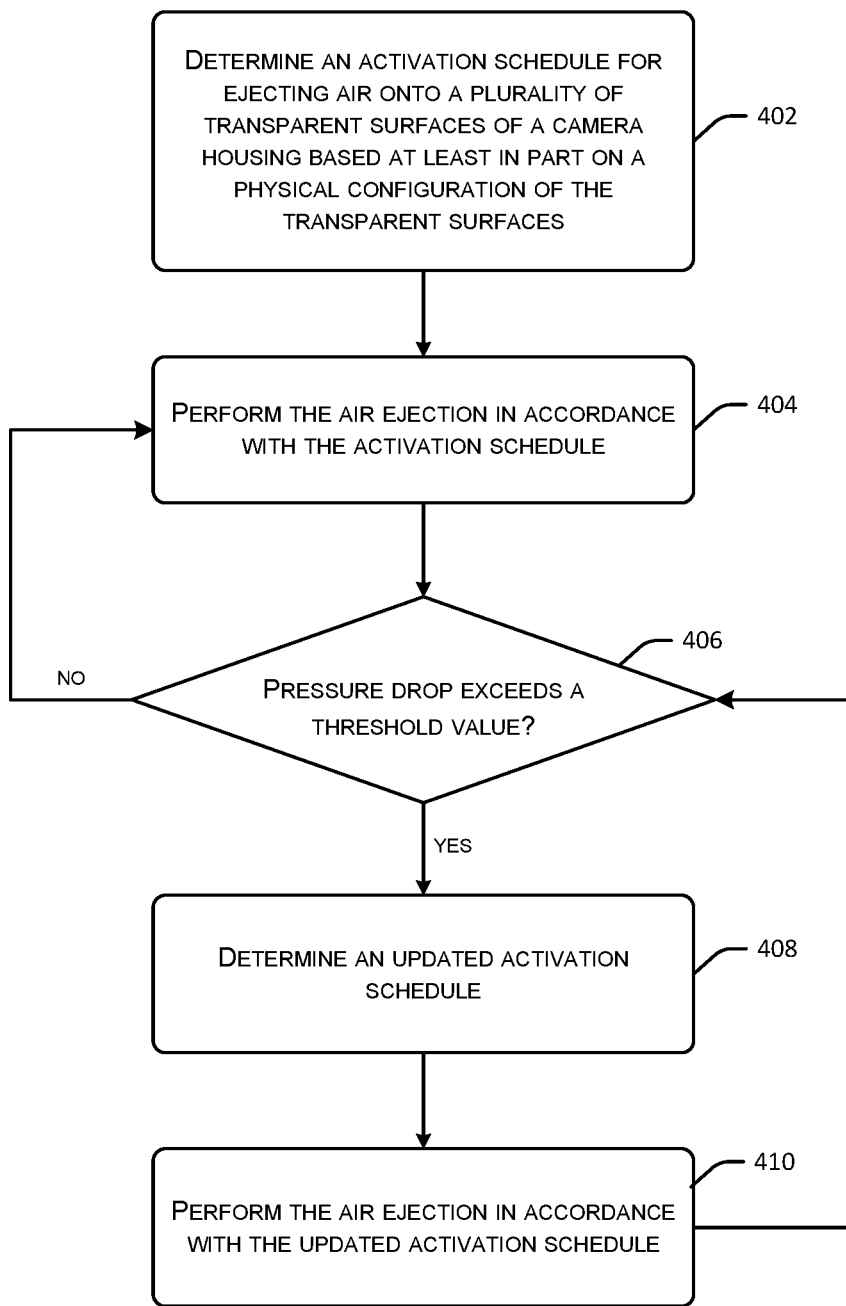 DETERMINE AN ACTIVATION SCHEDULE FOR
EJECTING AIR ONTO A PLURALITY OF
TRANSPARENT SURFACES OF A CAMERA
HOUSING BASED AT LEAST IN PART ON A
PHYSICAL CONFIGURATION OF THE
TRANSPARENT SURFACES
402
PERFORM THE AIR EJECTION IN ACCORDANCE
WITH THE ACTIVATION SCHEDULE
404
PRESSURE DROP EXCEEDS A
THRESHOLD VALUE?
406
NO
YES
DETERMINE AN UPDATED ACTIVATION
SCHEDULE
408
PERFORM THE AIR EJECTION IN ACCORDANCE
WITH THE UPDATED ACTIVATION SCHEDULE
410